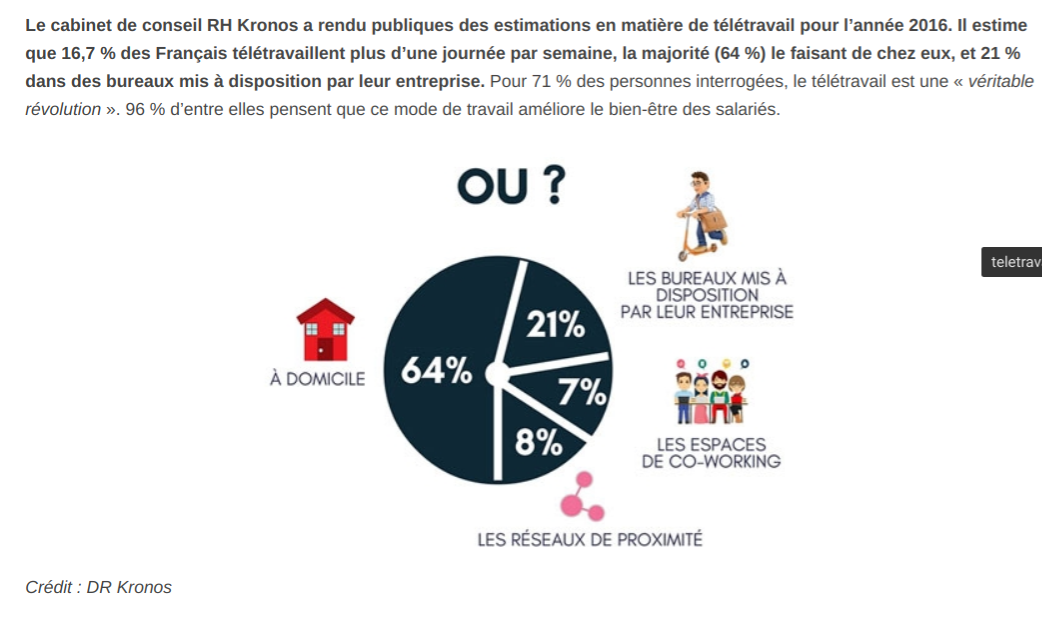 Le cabinet de conseil RH Kronos a rendu publiques des estimations en matière de télétravail pour l’année 2016. Il estime
que 16,7 % des Français télétravaillent plus d’une journée par semaine, la majorité (64 %) le faisant de chez eux, et 21 %
dans des bureaux mis à disposition par leur entreprise. Pour 71 % des personnes interrogées, le télétravail est une « véritable
révolution ». 96 % d’entre elles pensent que ce mode de travail améliore le bien-être des salariés.
OU ?
LES BUREAUX MIS À
DISPOSITION
PAR LEUR ENTREPRISE
teletrav
21%
64%
À DOMICILE
7%
8%
LES ESPACES
DE CO-WORKING
LES RÉSEAUX DE PROXIMITÉ
Crédit : DR Kronos